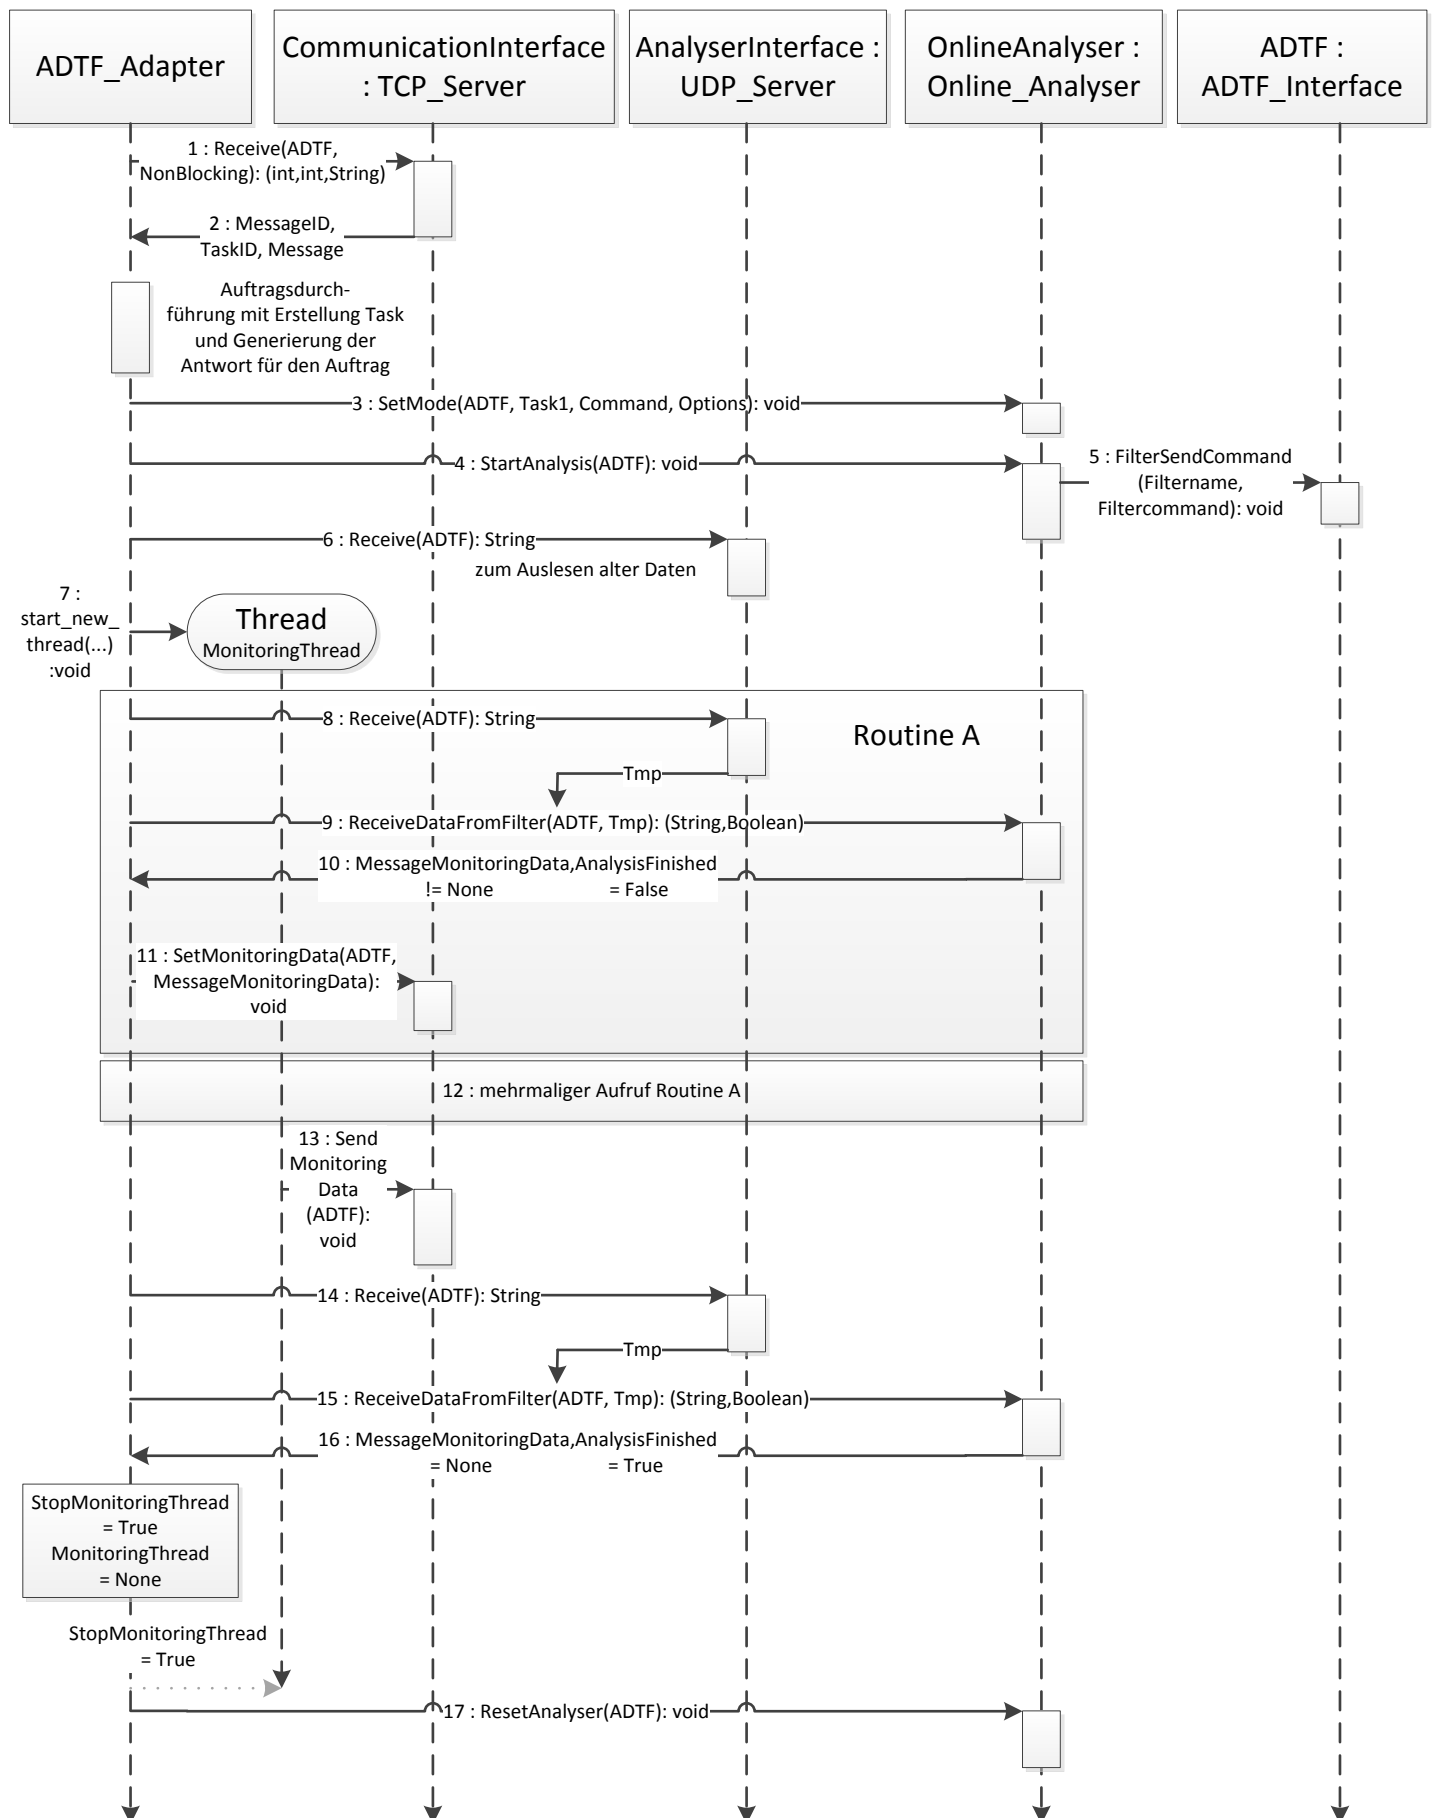 ADTF_Adapter
CommunicationInterface
: TCP_Server
AnalyserInterface :
UDP_Server
OnlineAnalyser :
Online_Analyser
ADTF :
ADTF_Interface
1 : Receive(ADTF,
NonBlocking): (int,int,String)
2 : MessageID,
TaskID, Message
Auftragsdurch-
führung mit Erstellung Task
und Generierung der
Antwort für den Auftrag
3 : SetMode(ADTF, Task1, Command, Options): void
4 : StartAnalysis(ADTF): void
5 : FilterSendCommand
(Filtername,
Filtercommand): void
6 : Receive(ADTF): String
zum Auslesen alter Daten
7 :
start_new_
thread(...)
:void
Thread
MonitoringThread
Routine A
8 : Receive(ADTF): String
Tmp
9 : ReceiveDataFromFilter(ADTF, Tmp): (String,Boolean)
10 : MessageMonitoringData,AnalysisFinished
!= None = False
11 : SetMonitoringData(ADTF,
MessageMonitoringData):
void
12 : mehrmaliger Aufruf Routine A
13 : Send
Monitoring
Data
(ADTF):
void
14 : Receive(ADTF): String
Tmp
15 : ReceiveDataFromFilter(ADTF, Tmp): (String,Boolean)
16 : MessageMonitoringData,AnalysisFinished
= None = True
StopMonitoringThread
= True
MonitoringThread
= None
StopMonitoringThread
= True
17 : ResetAnalyser(ADTF): void